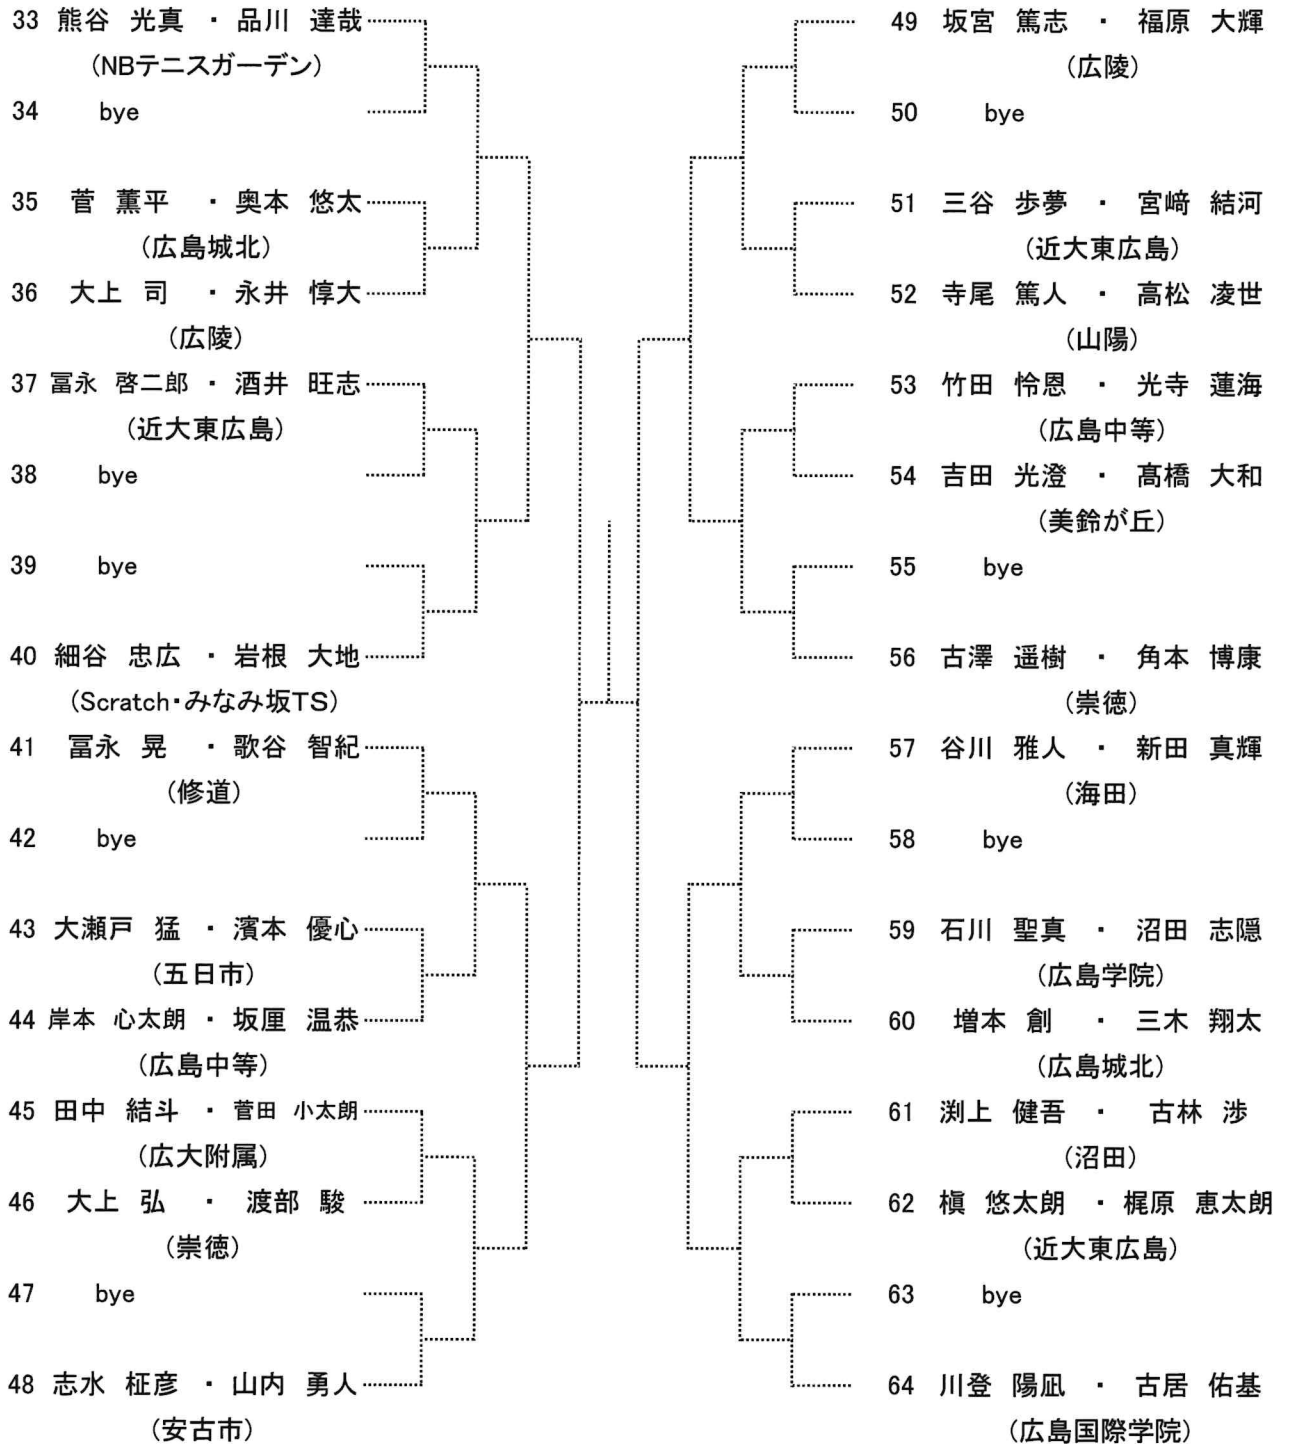 33 熊谷 光真 ・ 品川 達哉
(NBテニスガーデン)
34 bye
35 菅 薫平 ・ 奥本 悠太
(広島城北)
36 大上 司 ・ 永井 惇大
(広陵)
37 冨永 啓二郎 ・ 酒井 旺志
(近大東広島)
38 bye
39 bye
40 細谷 忠広 ・ 岩根 大地
(Scratch・みなみ坂TS)
41 冨永 晃 ・ 歌谷 智紀
(修道)
42 bye
43 大瀬戸 猛 ・ 濱本 優心
(五日市)
44 岸本 心太朗 ・ 坂厘 温恭
(広島中等)
45 田中 結斗 ・ 菅田 小太朗
(広大附属)
46 大上 弘 ・ 渡部 駿
(崇徳)
47 bye
48 志水 柾彦 ・ 山内 勇人
(安古市)
49 坂宮 篤志 ・ 福原 大輝
(広陵)
50 bye
51 三谷 歩夢 ・ 宮﨑 結河
(近大東広島)
52 寺尾 篤人 ・ 高松 凌世
(山陽)
53 竹田 怜恩 ・ 光寺 蓮海
(広島中等)
54 吉田 光澄 ・ 髙橋 大和
(美鈴が丘)
55 bye
56 古澤 遥樹 ・ 角本 博康
(崇徳)
57 谷川 雅人 ・ 新田 真輝
(海田)
58 bye
59 石川 聖真 ・ 沼田 志隠
(広島学院)
60 増本 創 ・ 三木 翔太
(広島城北)
61 渕上 健吾 ・ 古林 渉
(沼田)
62 槇 悠太朗 ・ 梶原 恵太朗
(近大東広島)
63 bye
64 川登 陽凪 ・ 古居 佑基
(広島国際学院)